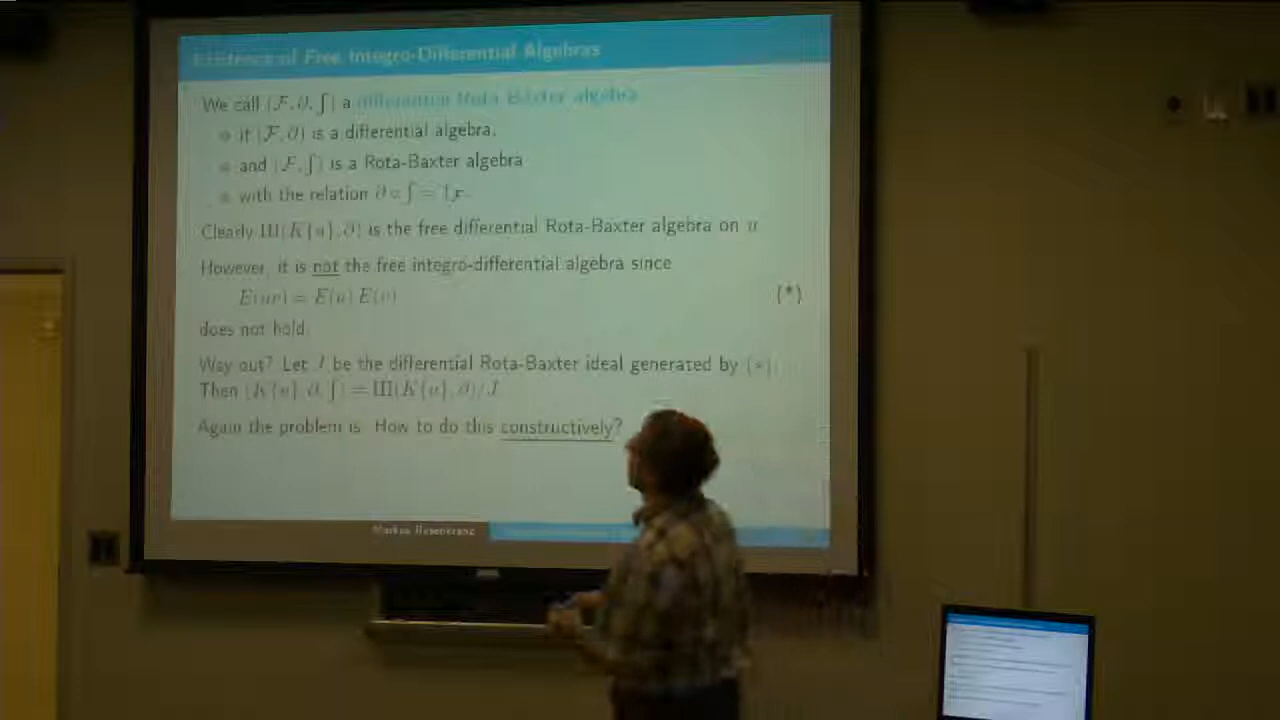 Existence of Free Integro-Differential Algebras
We call (F, ∂, ∫) a differential Rota-Baxter algebra
if (F, ∂) is a differential algebra,
and (F, ∫) is a Rota-Baxter algebra
with the relation ∂ ∘ ∫ = 1_F.
Clearly Ш(K{u}, ∂) is the free differential Rota-Baxter algebra on u
However, it is not the free integro-differential algebra since
E(uv) = E(u) E(v) (*)
does not hold.
Way out? Let J be the differential Rota-Baxter ideal generated by (*)
Then (K{u}, ∂, ∫) = Ш(K{u}, ∂)/J
Again the problem is: How to do this constructively?
Markus Rosenkranz